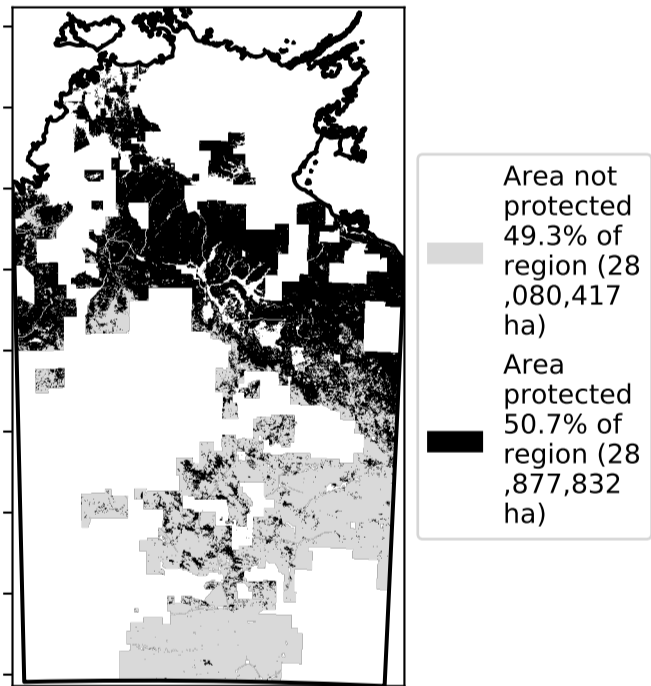 Area not
protected
49.3% of
region (28
,080,417
ha)
Area
protected
50.7% of
region (28
,877,832
ha)